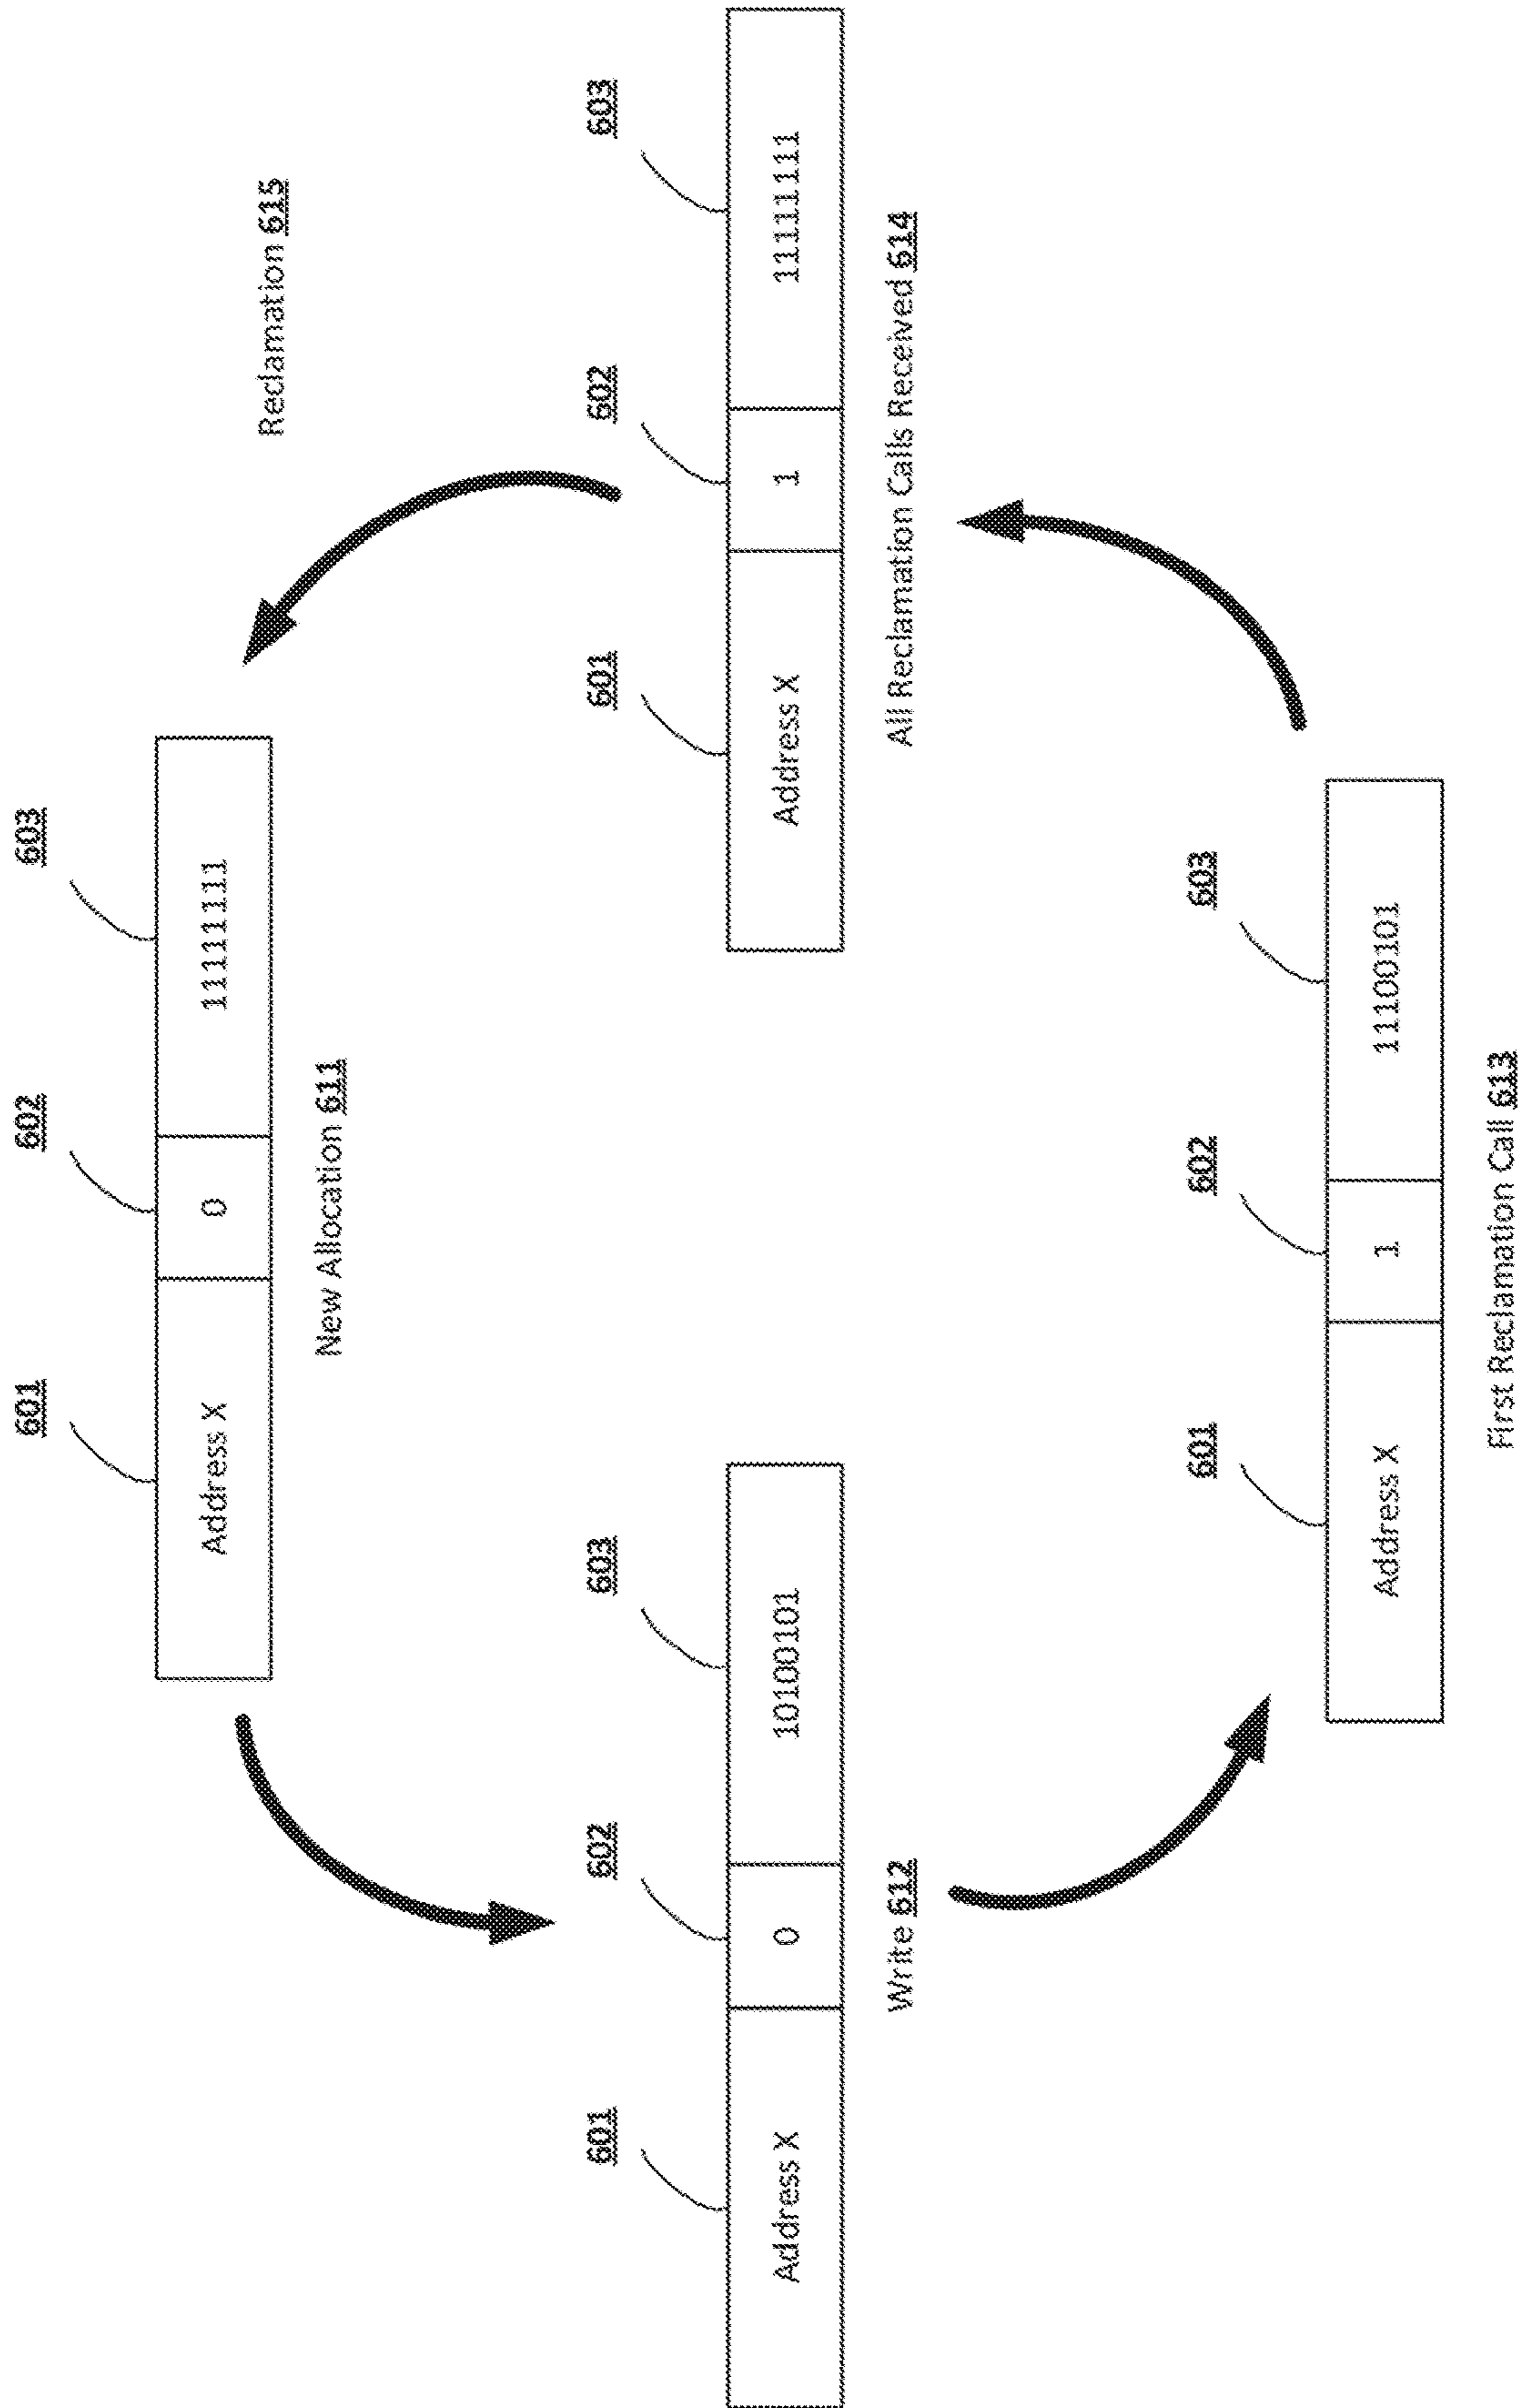 601 602 603
Address X 0 11111111
Reclamation 615
New Allocation 611
601 602 603
Address X 0 10100101
Write 612
601 602 603
Address X 1 11111111
All Reclamation Calls Received 614
601 602 603
Address X 1 11100101
First Reclamation Call 613